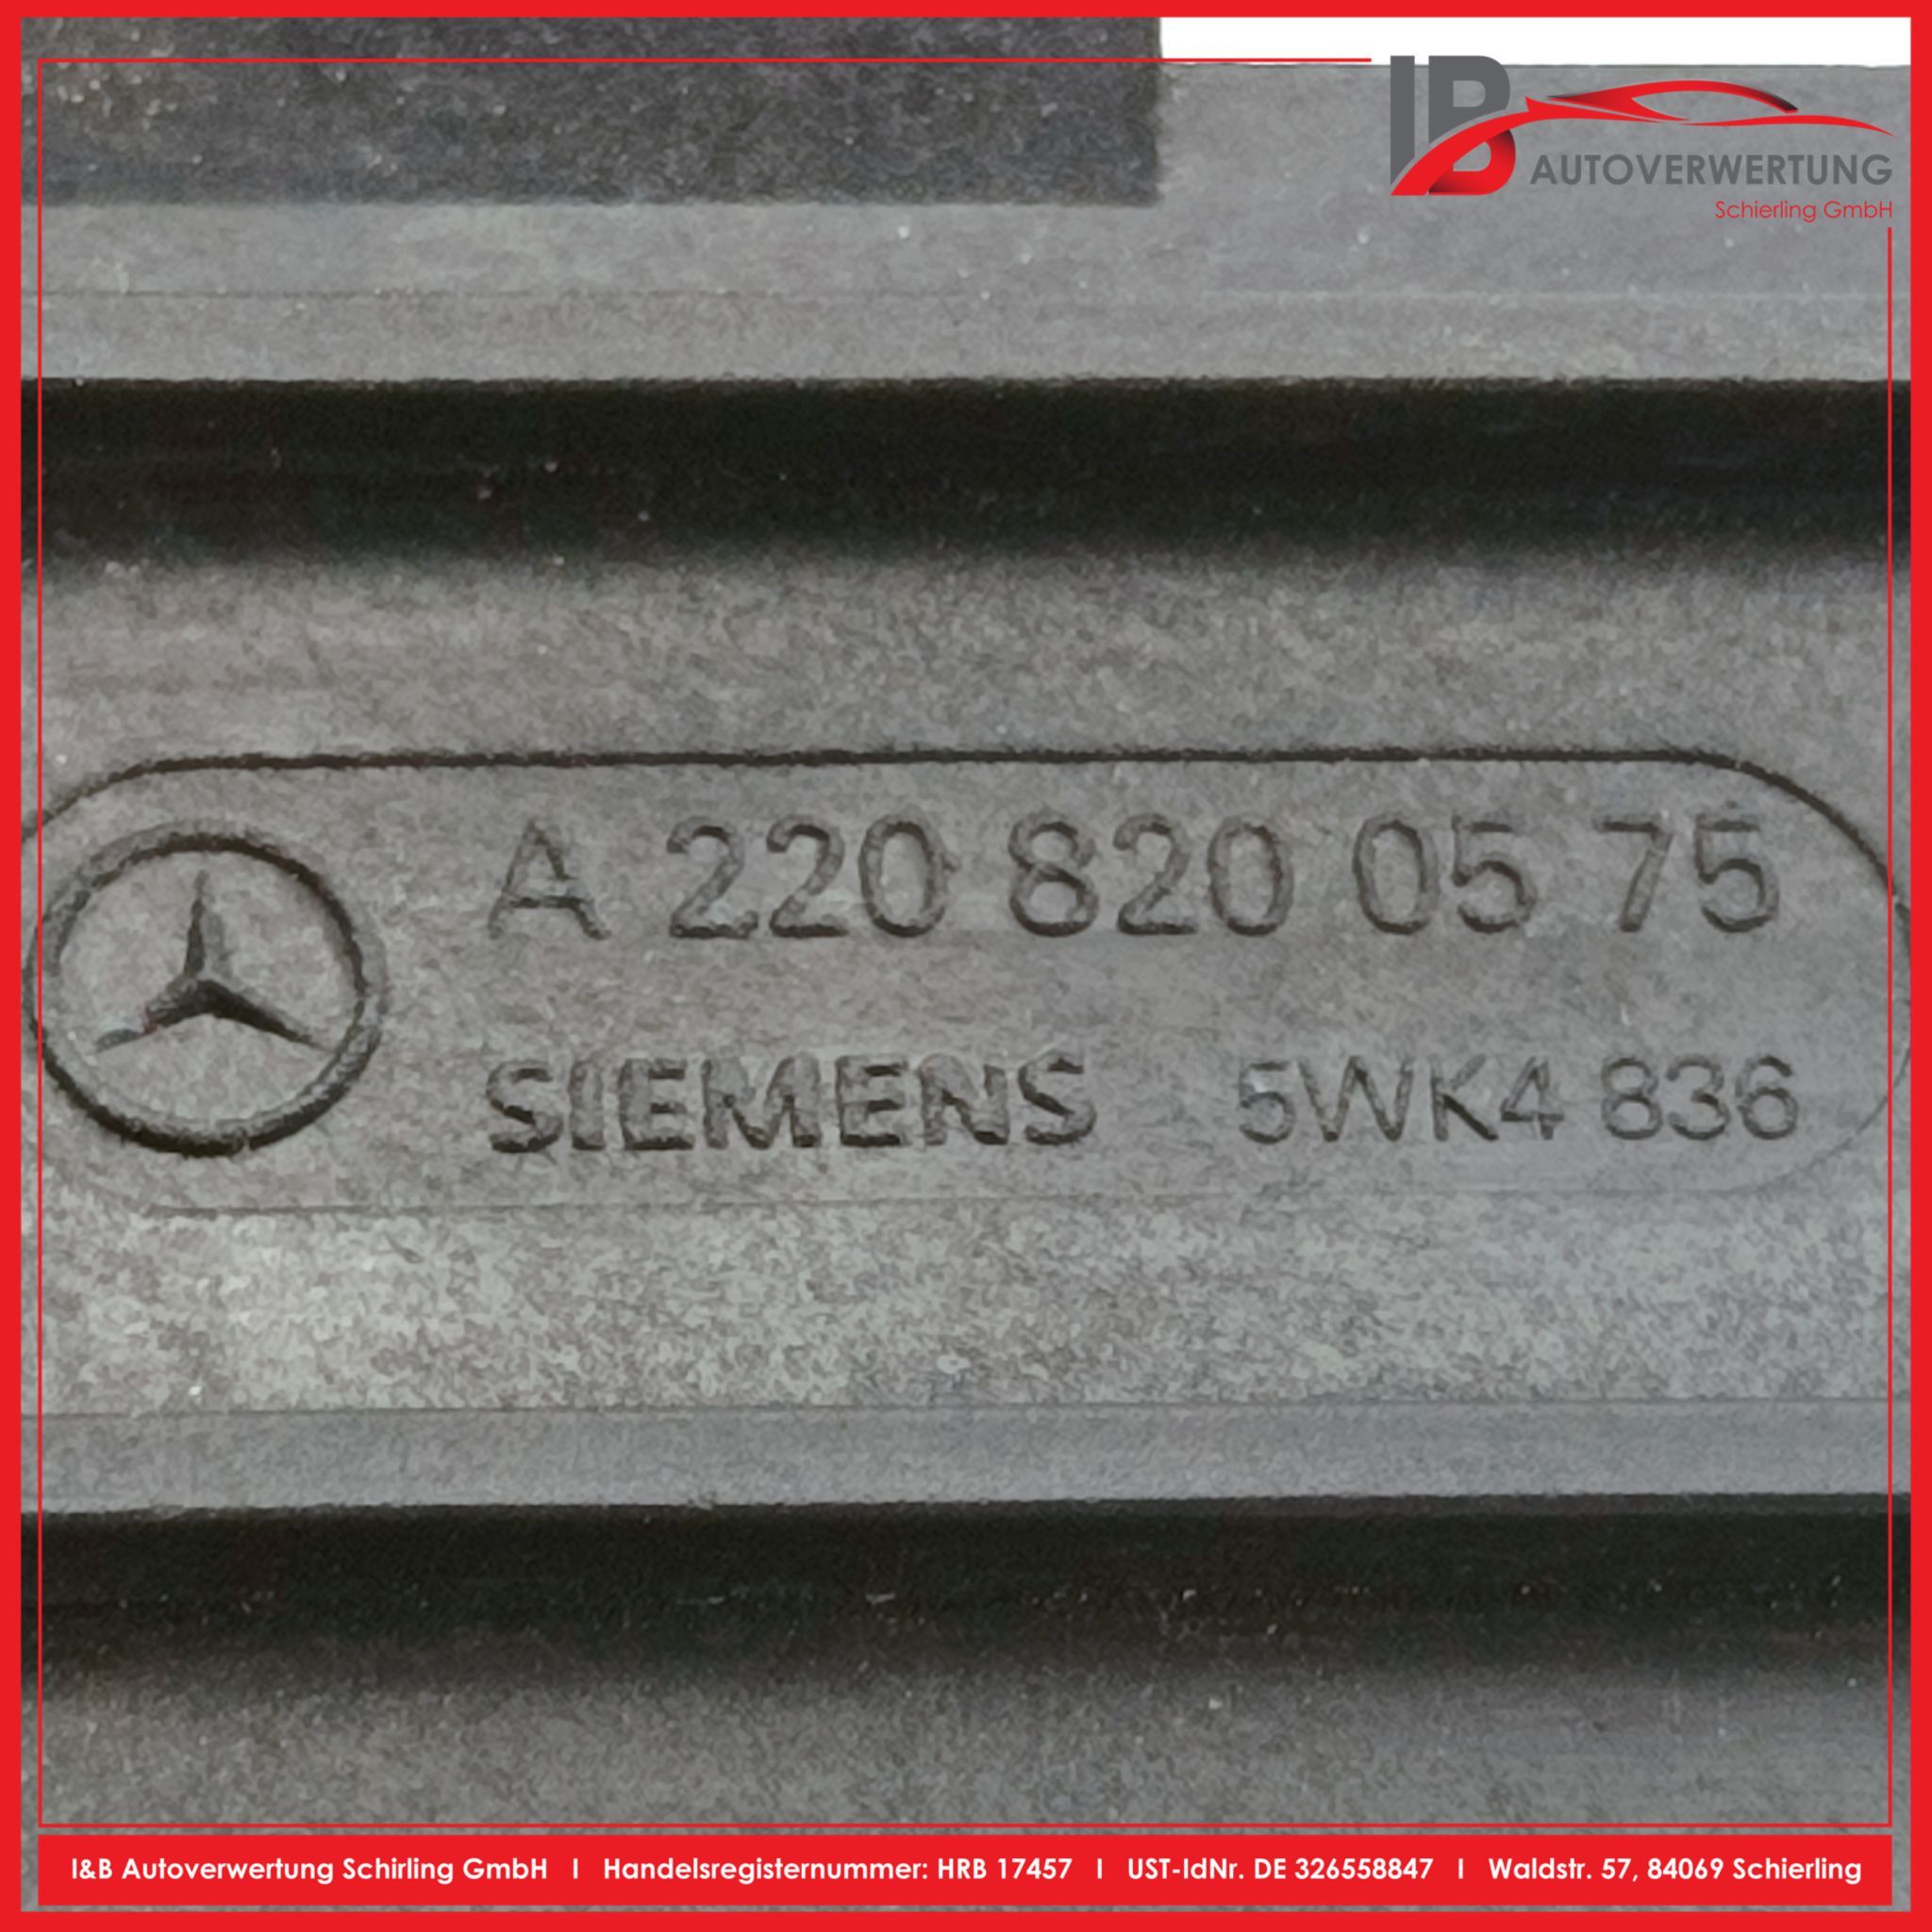 IB
AUTOVERWERTUNG
Schierling GmbH
A 220 820 05 75
SIEMENS 5WK4 836
I&B Autoverwertung Schirling GmbH I Handelsregisternummer: HRB 17457 I UST-IdNr. DE 326558847 I Waldstr. 57, 84069 Schierling